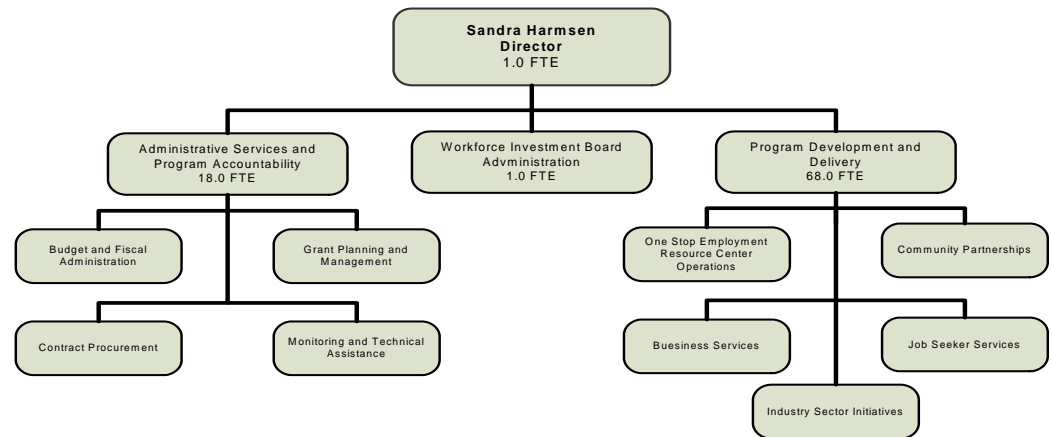 Sandra Harmsen
Director
1.0 FTE
Administrative Services and
Program Accountability
18.0 FTE
Workforce Investment Board
Advministration
1.0 FTE
Program Development and
Delivery
68.0 FTE
Budget and Fiscal
Administration
Grant Planning and
Management
One Stop Employment
Resource Center
Operations
Community Partnerships
Contract Procurement
Monitoring and Technical
Assistance
Buesiness Services
Job Seeker Services
Industry Sector Initiatives